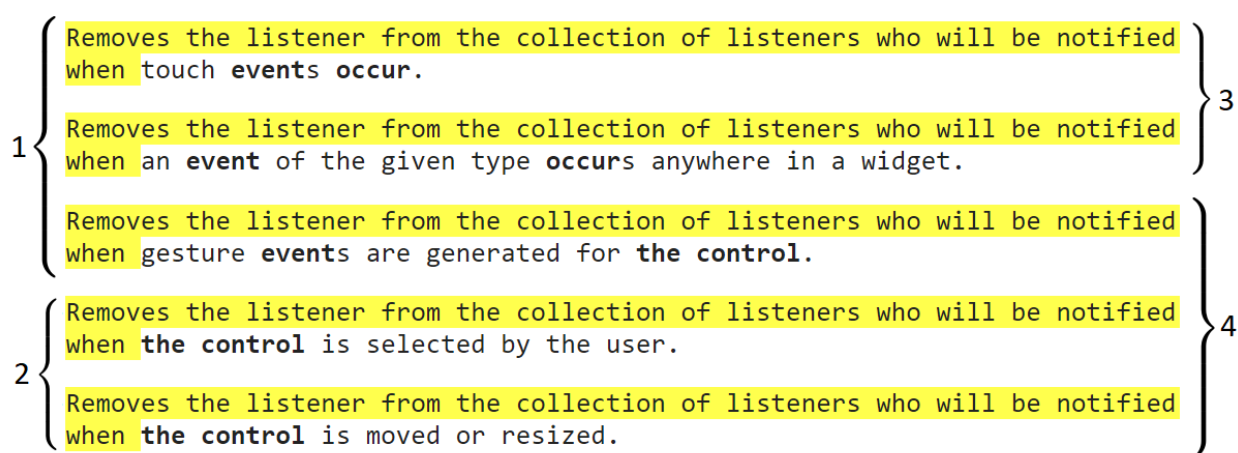 Removes the listener from the collection of listeners who will be notified
when touch events occur.
3
Removes the listener from the collection of listeners who will be notified
1
when an event of the given type occurs anywhere in a widget.
Removes the listener from the collection of listeners who will be notified
when gesture events are generated for the control.
Removes the listener from the collection of listeners who will be notified
4
when the control is selected by the user.
2
Removes the listener from the collection of listeners who will be notified
when the control is moved or resized.